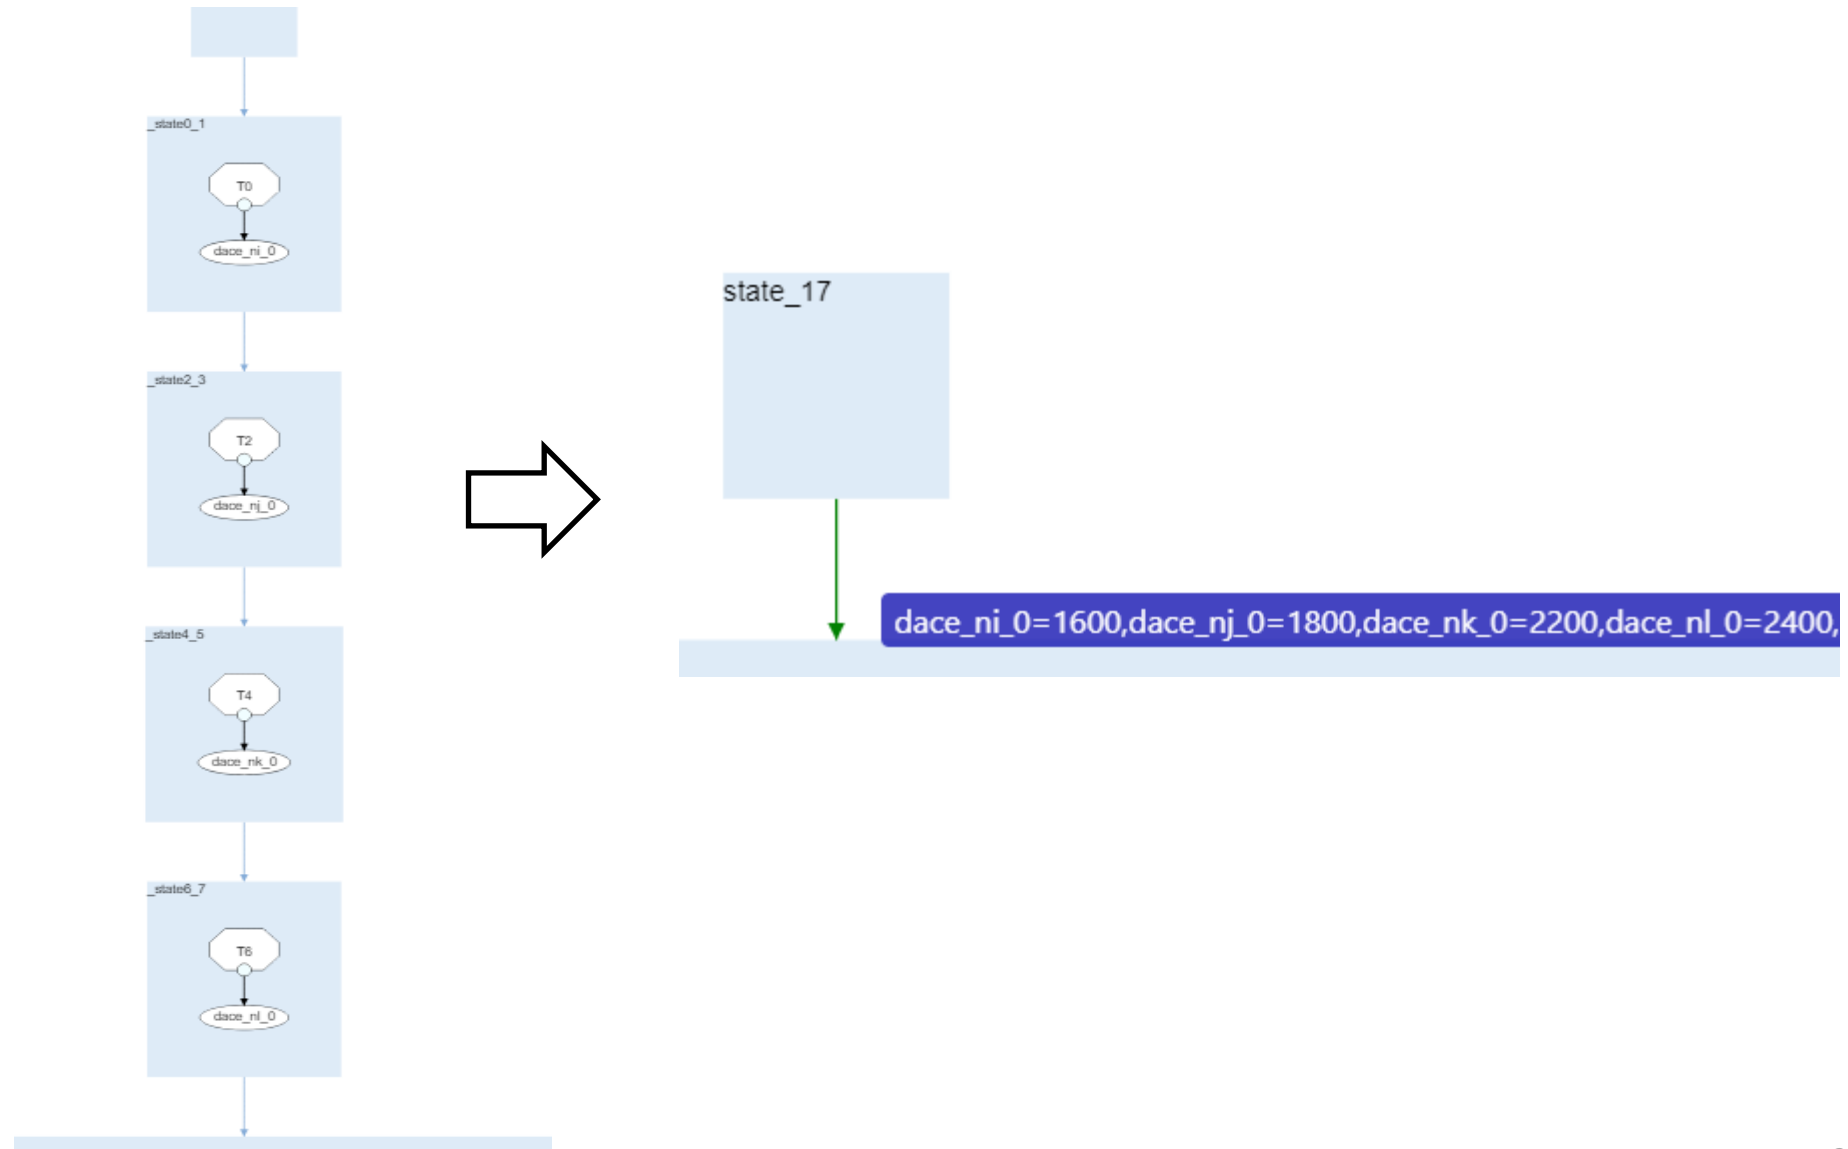 _state0_1
T0
dace_ni_0
_state2_3
T2
dace_nj_0
_state4_5
T4
dace_nk_0
_state6_7
T6
dace_nl_0
state_17
dace_ni_0=1600,dace_nj_0=1800,dace_nk_0=2200,dace_nl_0=2400,